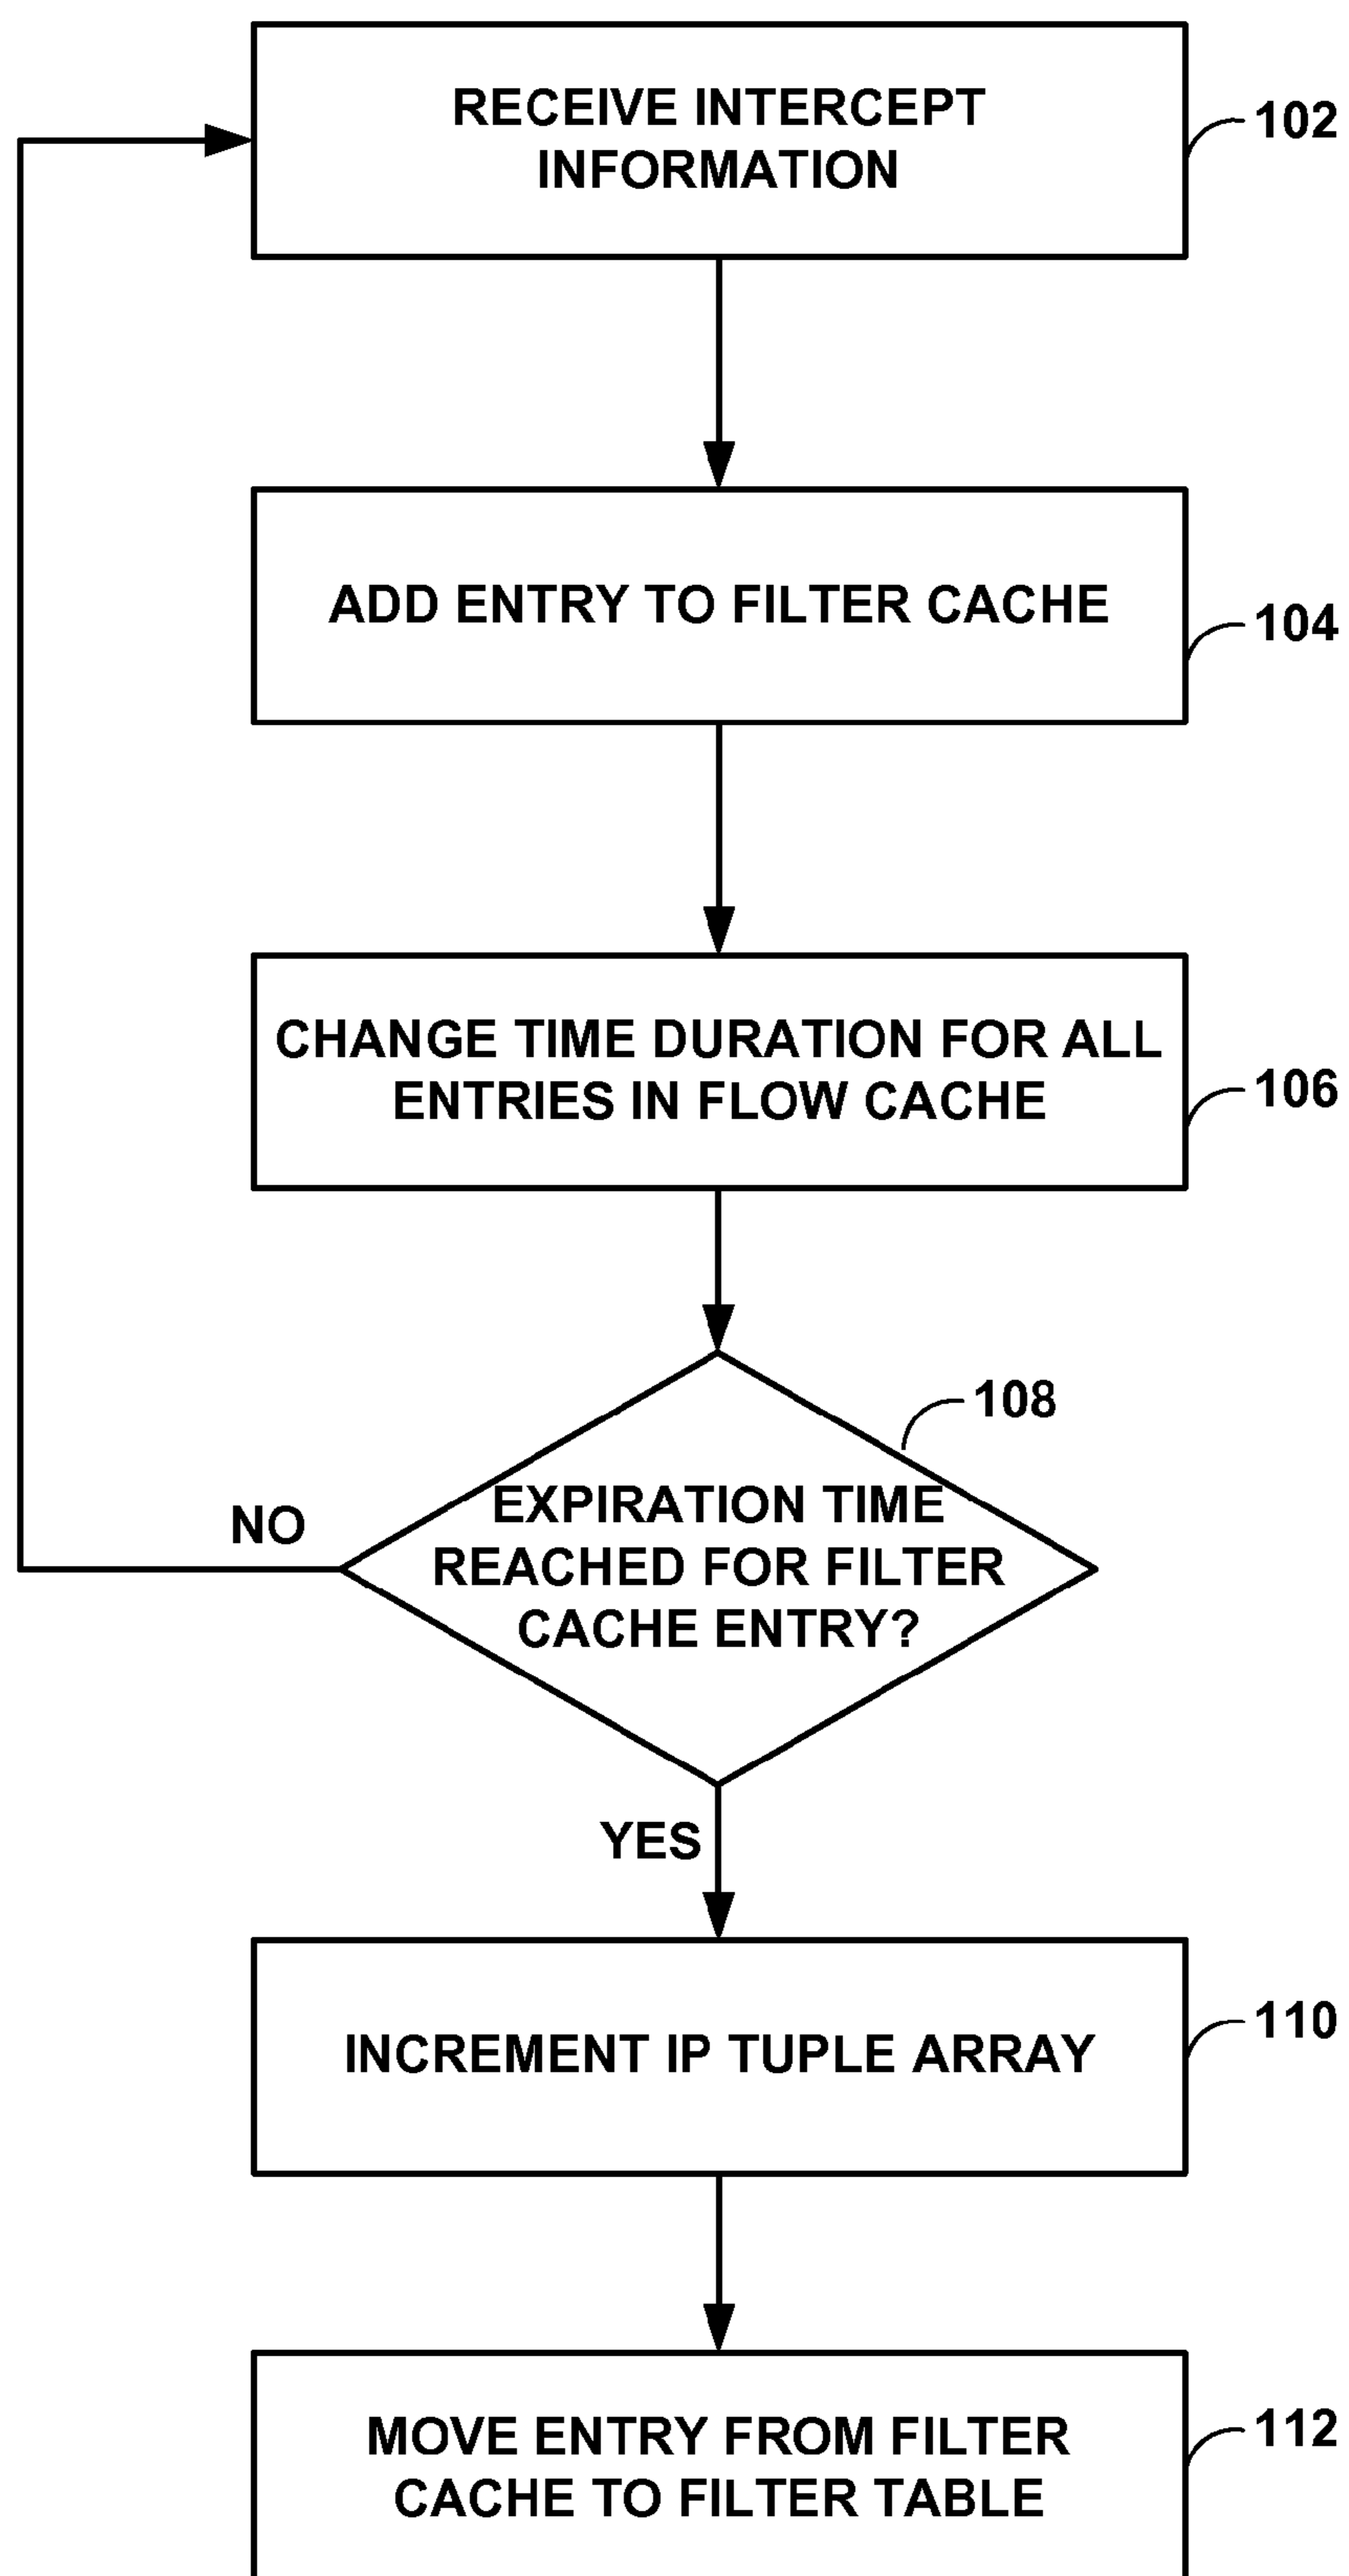 RECEIVE INTERCEPT
INFORMATION
102
ADD ENTRY TO FILTER CACHE
104
CHANGE TIME DURATION FOR ALL
ENTRIES IN FLOW CACHE
106
108
EXPIRATION TIME
REACHED FOR FILTER
CACHE ENTRY?
NO
YES
INCREMENT IP TUPLE ARRAY
110
MOVE ENTRY FROM FILTER
CACHE TO FILTER TABLE
112